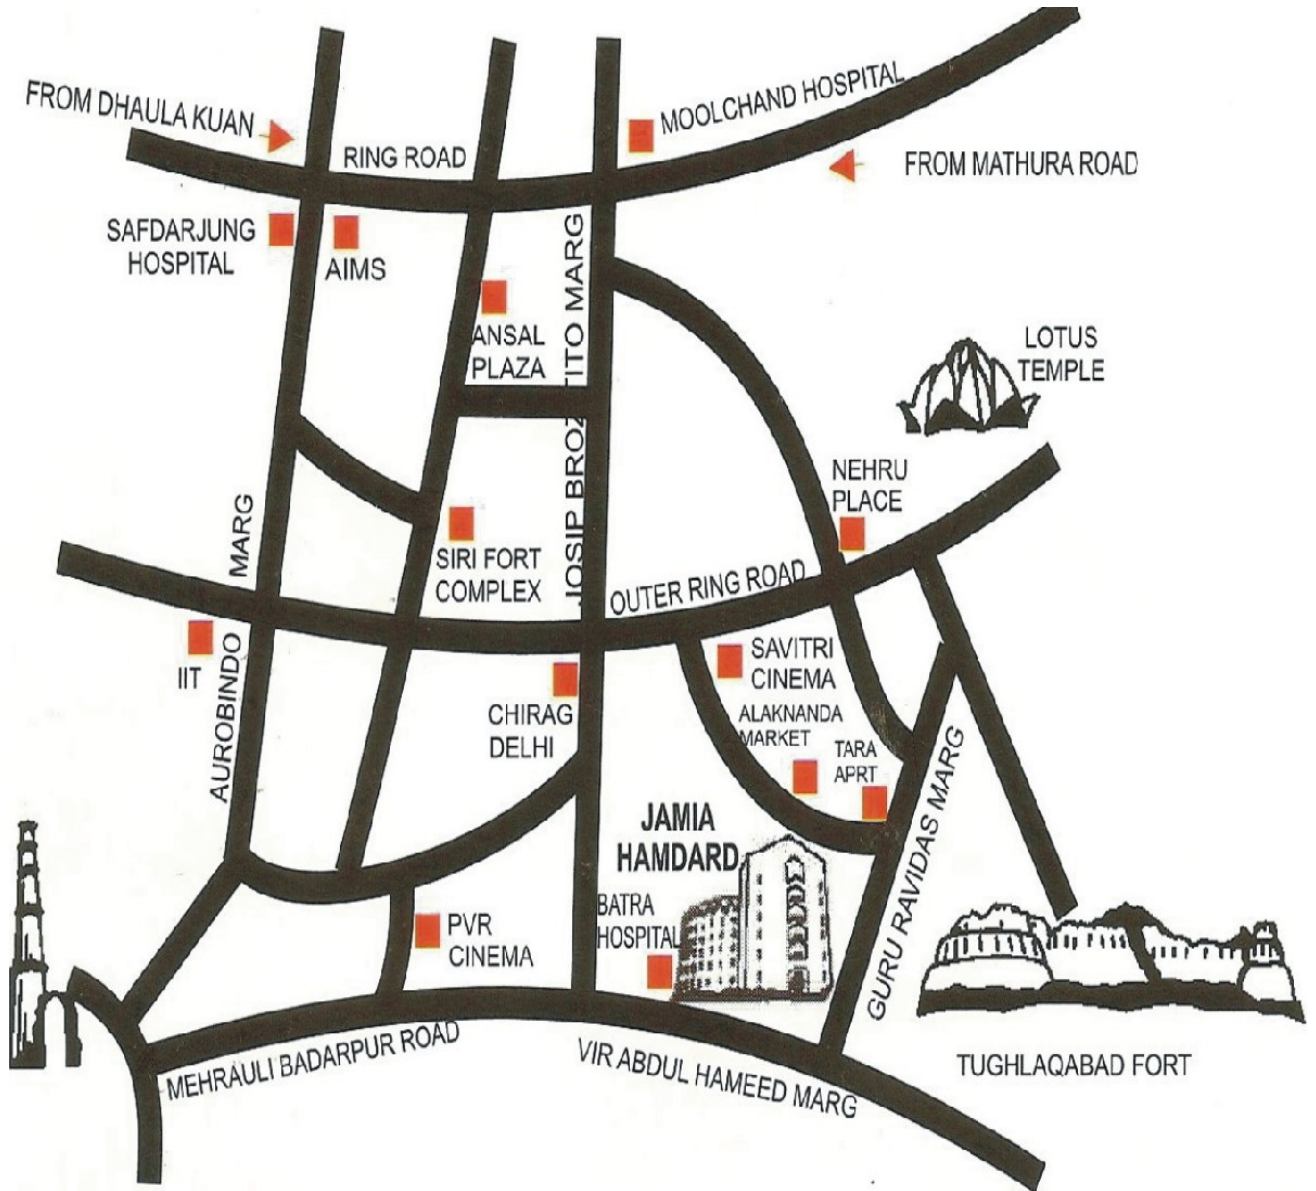 FROM DHAULA KUAN
RING ROAD
MOOLCHAND HOSPITAL
FROM MATHURA ROAD
SAFDARJUNG
HOSPITAL
AIMS
ANSAL
PLAZA
JOSIP BROZ TITO MARG
LOTUS
TEMPLE
NEHRU
PLACE
SIRI FORT
COMPLEX
OUTER RING ROAD
IIT
AUROBINDO MARG
CHIRAG
DELHI
SAVITRI
CINEMA
ALAKNANDA
MARKET
TARA
APRT
JAMIA
HAMDARD
BATRA
HOSPITAL
PVR
CINEMA
GURU RAVIDAS MARG
MEHRAULI BADARPUR ROAD
VIR ABDUL HAMEED MARG
TUGHLAQABAD FORT